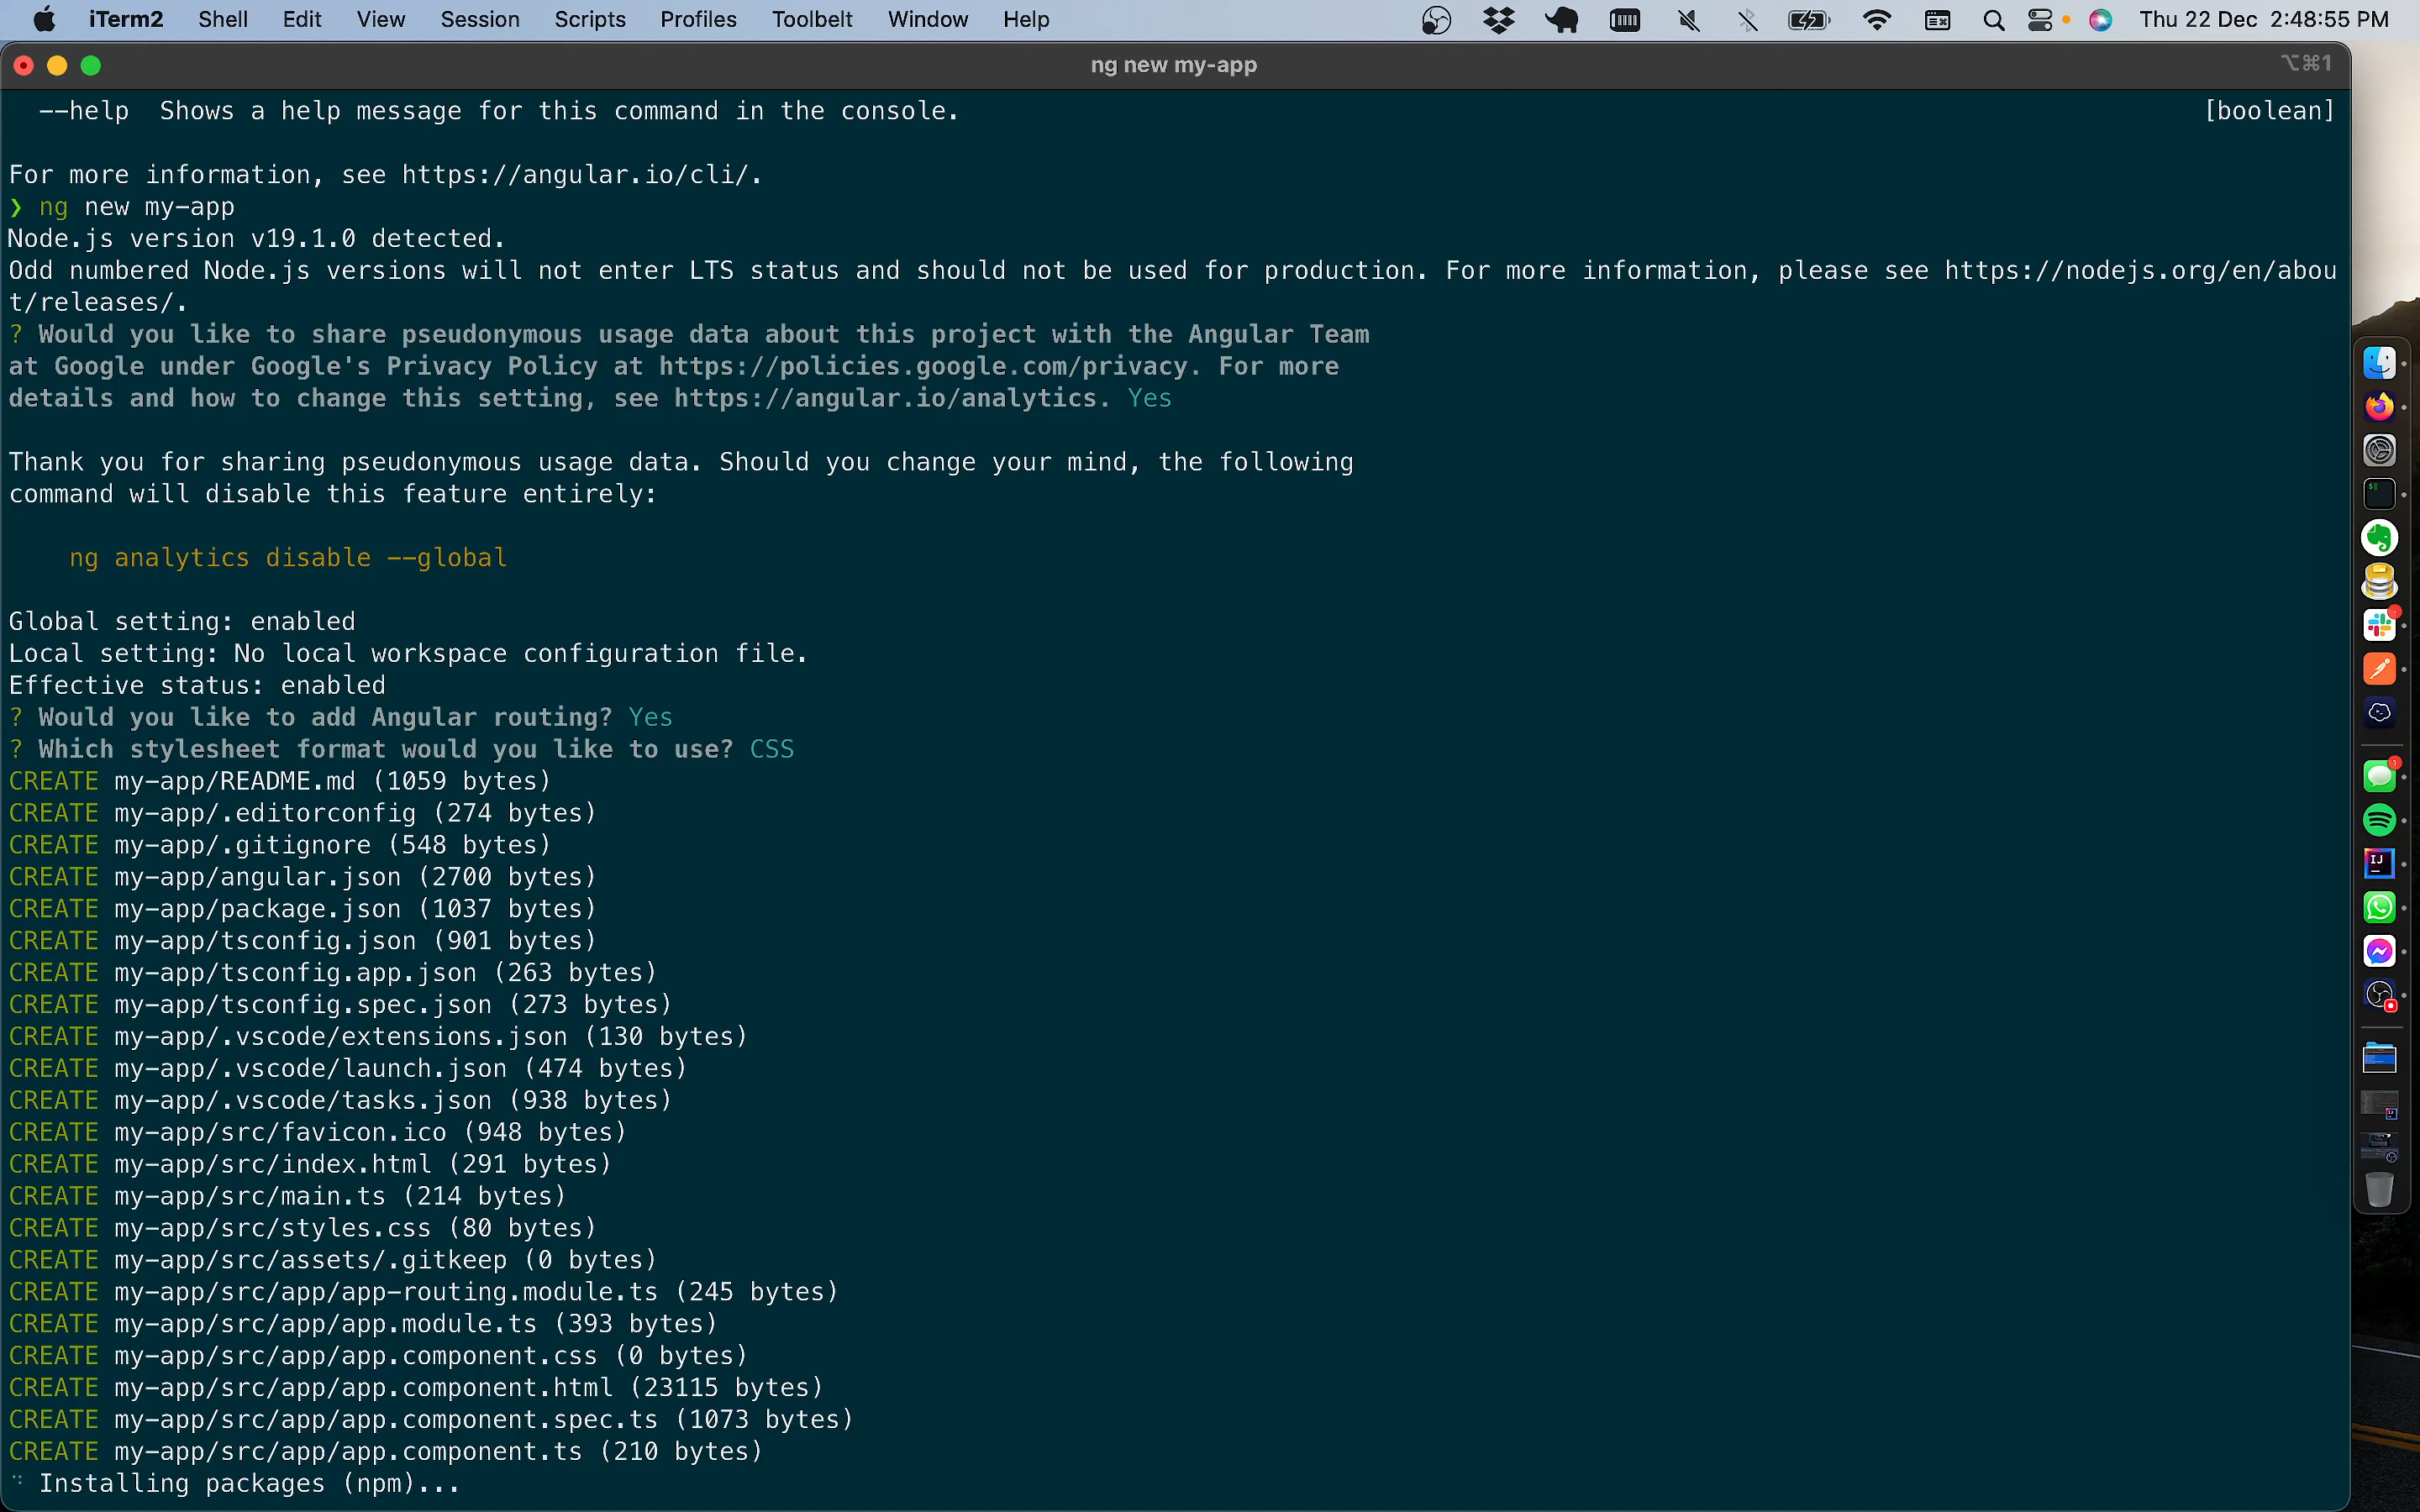 iTerm2 Shell Edit View Session Scripts Profiles Toolbelt Window Help Thu 22 Dec 2:48:55 PM
ng new my-app ⌥⌘1
--help Shows a help message for this command in the console. [boolean]
For more information, see https://angular.io/cli/.
❯ ng new my-app
Node.js version v19.1.0 detected.
Odd numbered Node.js versions will not enter LTS status and should not be used for production. For more information, please see https://nodejs.org/en/abou
t/releases/.
? Would you like to share pseudonymous usage data about this project with the Angular Team
at Google under Google's Privacy Policy at https://policies.google.com/privacy. For more
details and how to change this setting, see https://angular.io/analytics. Yes
Thank you for sharing pseudonymous usage data. Should you change your mind, the following
command will disable this feature entirely:
ng analytics disable --global
Global setting: enabled
Local setting: No local workspace configuration file.
Effective status: enabled
? Would you like to add Angular routing? Yes
? Which stylesheet format would you like to use? CSS
CREATE my-app/README.md (1059 bytes)
CREATE my-app/.editorconfig (274 bytes)
CREATE my-app/.gitignore (548 bytes)
CREATE my-app/angular.json (2700 bytes)
CREATE my-app/package.json (1037 bytes)
CREATE my-app/tsconfig.json (901 bytes)
CREATE my-app/tsconfig.app.json (263 bytes)
CREATE my-app/tsconfig.spec.json (273 bytes)
CREATE my-app/.vscode/extensions.json (130 bytes)
CREATE my-app/.vscode/launch.json (474 bytes)
CREATE my-app/.vscode/tasks.json (938 bytes)
CREATE my-app/src/favicon.ico (948 bytes)
CREATE my-app/src/index.html (291 bytes)
CREATE my-app/src/main.ts (214 bytes)
CREATE my-app/src/styles.css (80 bytes)
CREATE my-app/src/assets/.gitkeep (0 bytes)
CREATE my-app/src/app/app-routing.module.ts (245 bytes)
CREATE my-app/src/app/app.module.ts (393 bytes)
CREATE my-app/src/app/app.component.css (0 bytes)
CREATE my-app/src/app/app.component.html (23115 bytes)
CREATE my-app/src/app/app.component.spec.ts (1073 bytes)
CREATE my-app/src/app/app.component.ts (210 bytes)
Installing packages (npm)...